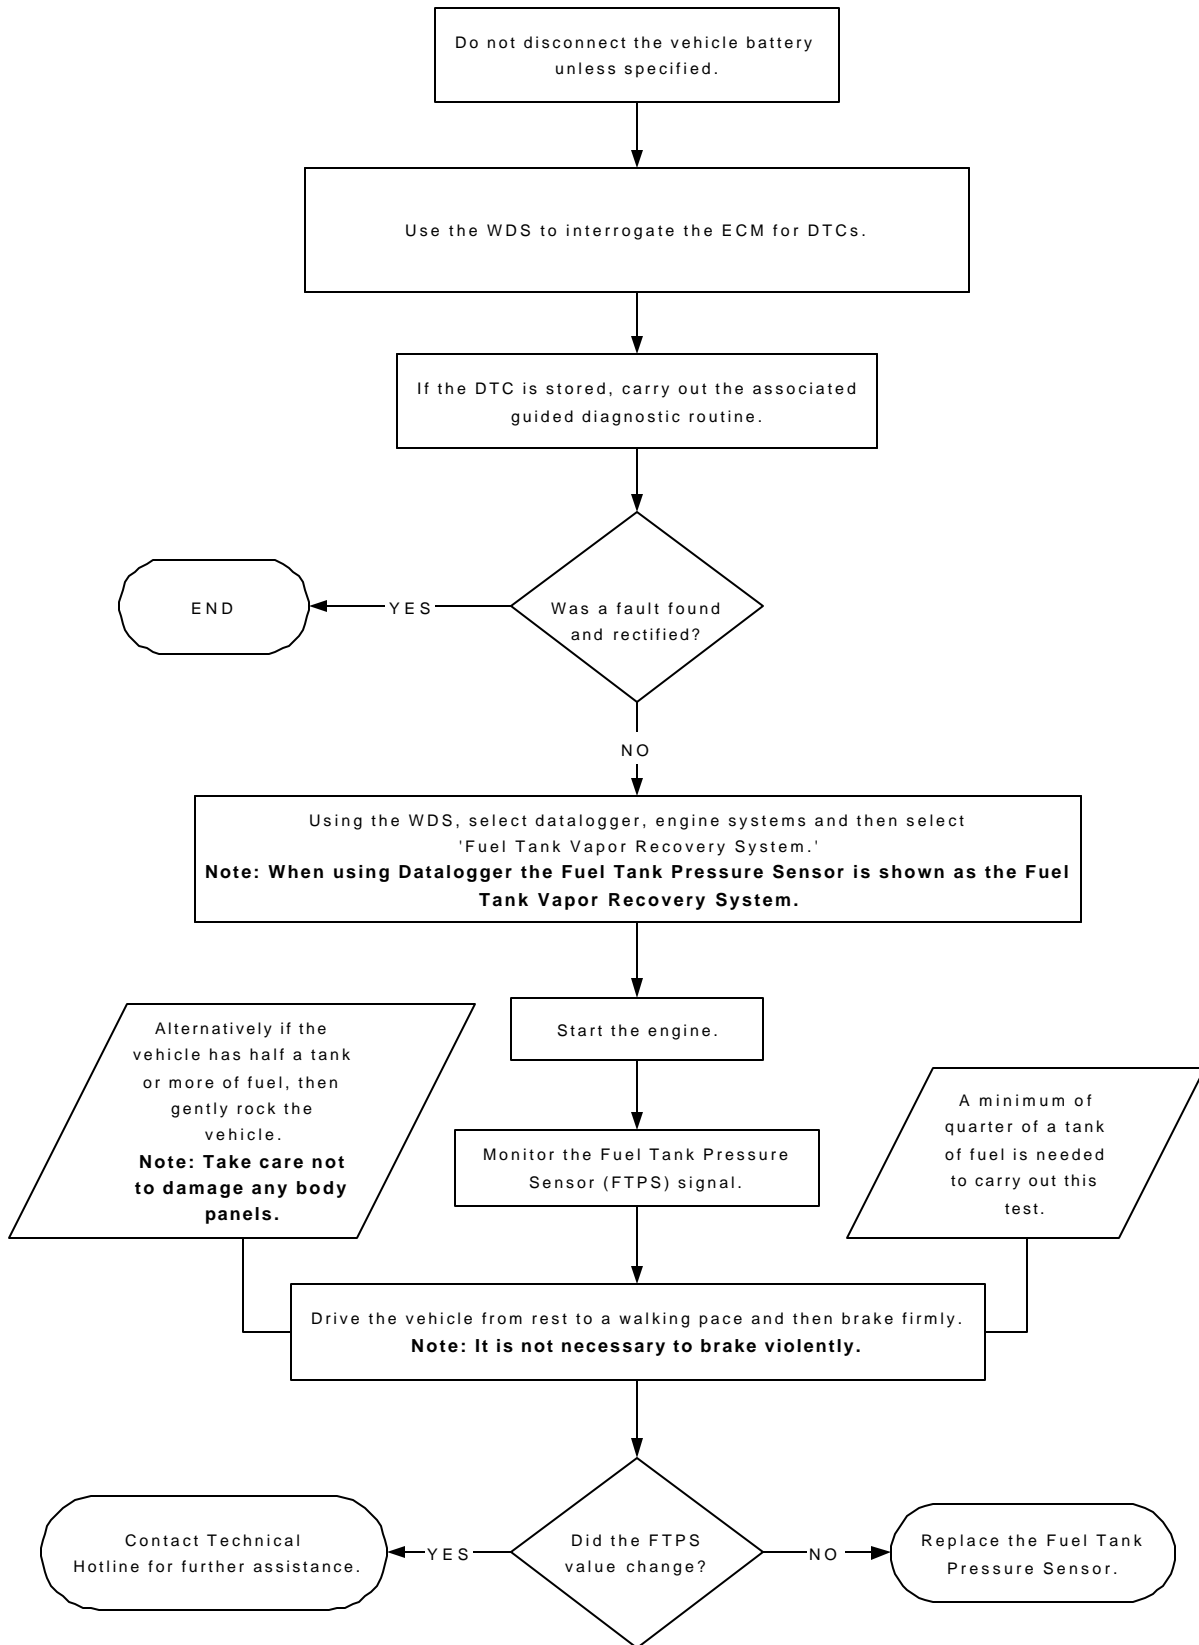 Do not disconnect the vehicle battery
unless specified.
Use the WDS to interrogate the ECM for DTCs.
If the DTC is stored, carry out the associated
guided diagnostic routine.
Was a fault found
and rectified?
YES
END
NO
Using the WDS, select datalogger, engine systems and then select
'Fuel Tank Vapor Recovery System.'
Note: When using Datalogger the Fuel Tank Pressure Sensor is shown as the Fuel
Tank Vapor Recovery System.
Start the engine.
Monitor the Fuel Tank Pressure
Sensor (FTPS) signal.
Alternatively if the
vehicle has half a tank
or more of fuel, then
gently rock the
vehicle.
Note: Take care not
to damage any body
panels.
A minimum of
quarter of a tank
of fuel is needed
to carry out this
test.
Drive the vehicle from rest to a walking pace and then brake firmly.
Note: It is not necessary to brake violently.
Did the FTPS
value change?
YES
Contact Technical
Hotline for further assistance.
NO
Replace the Fuel Tank
Pressure Sensor.